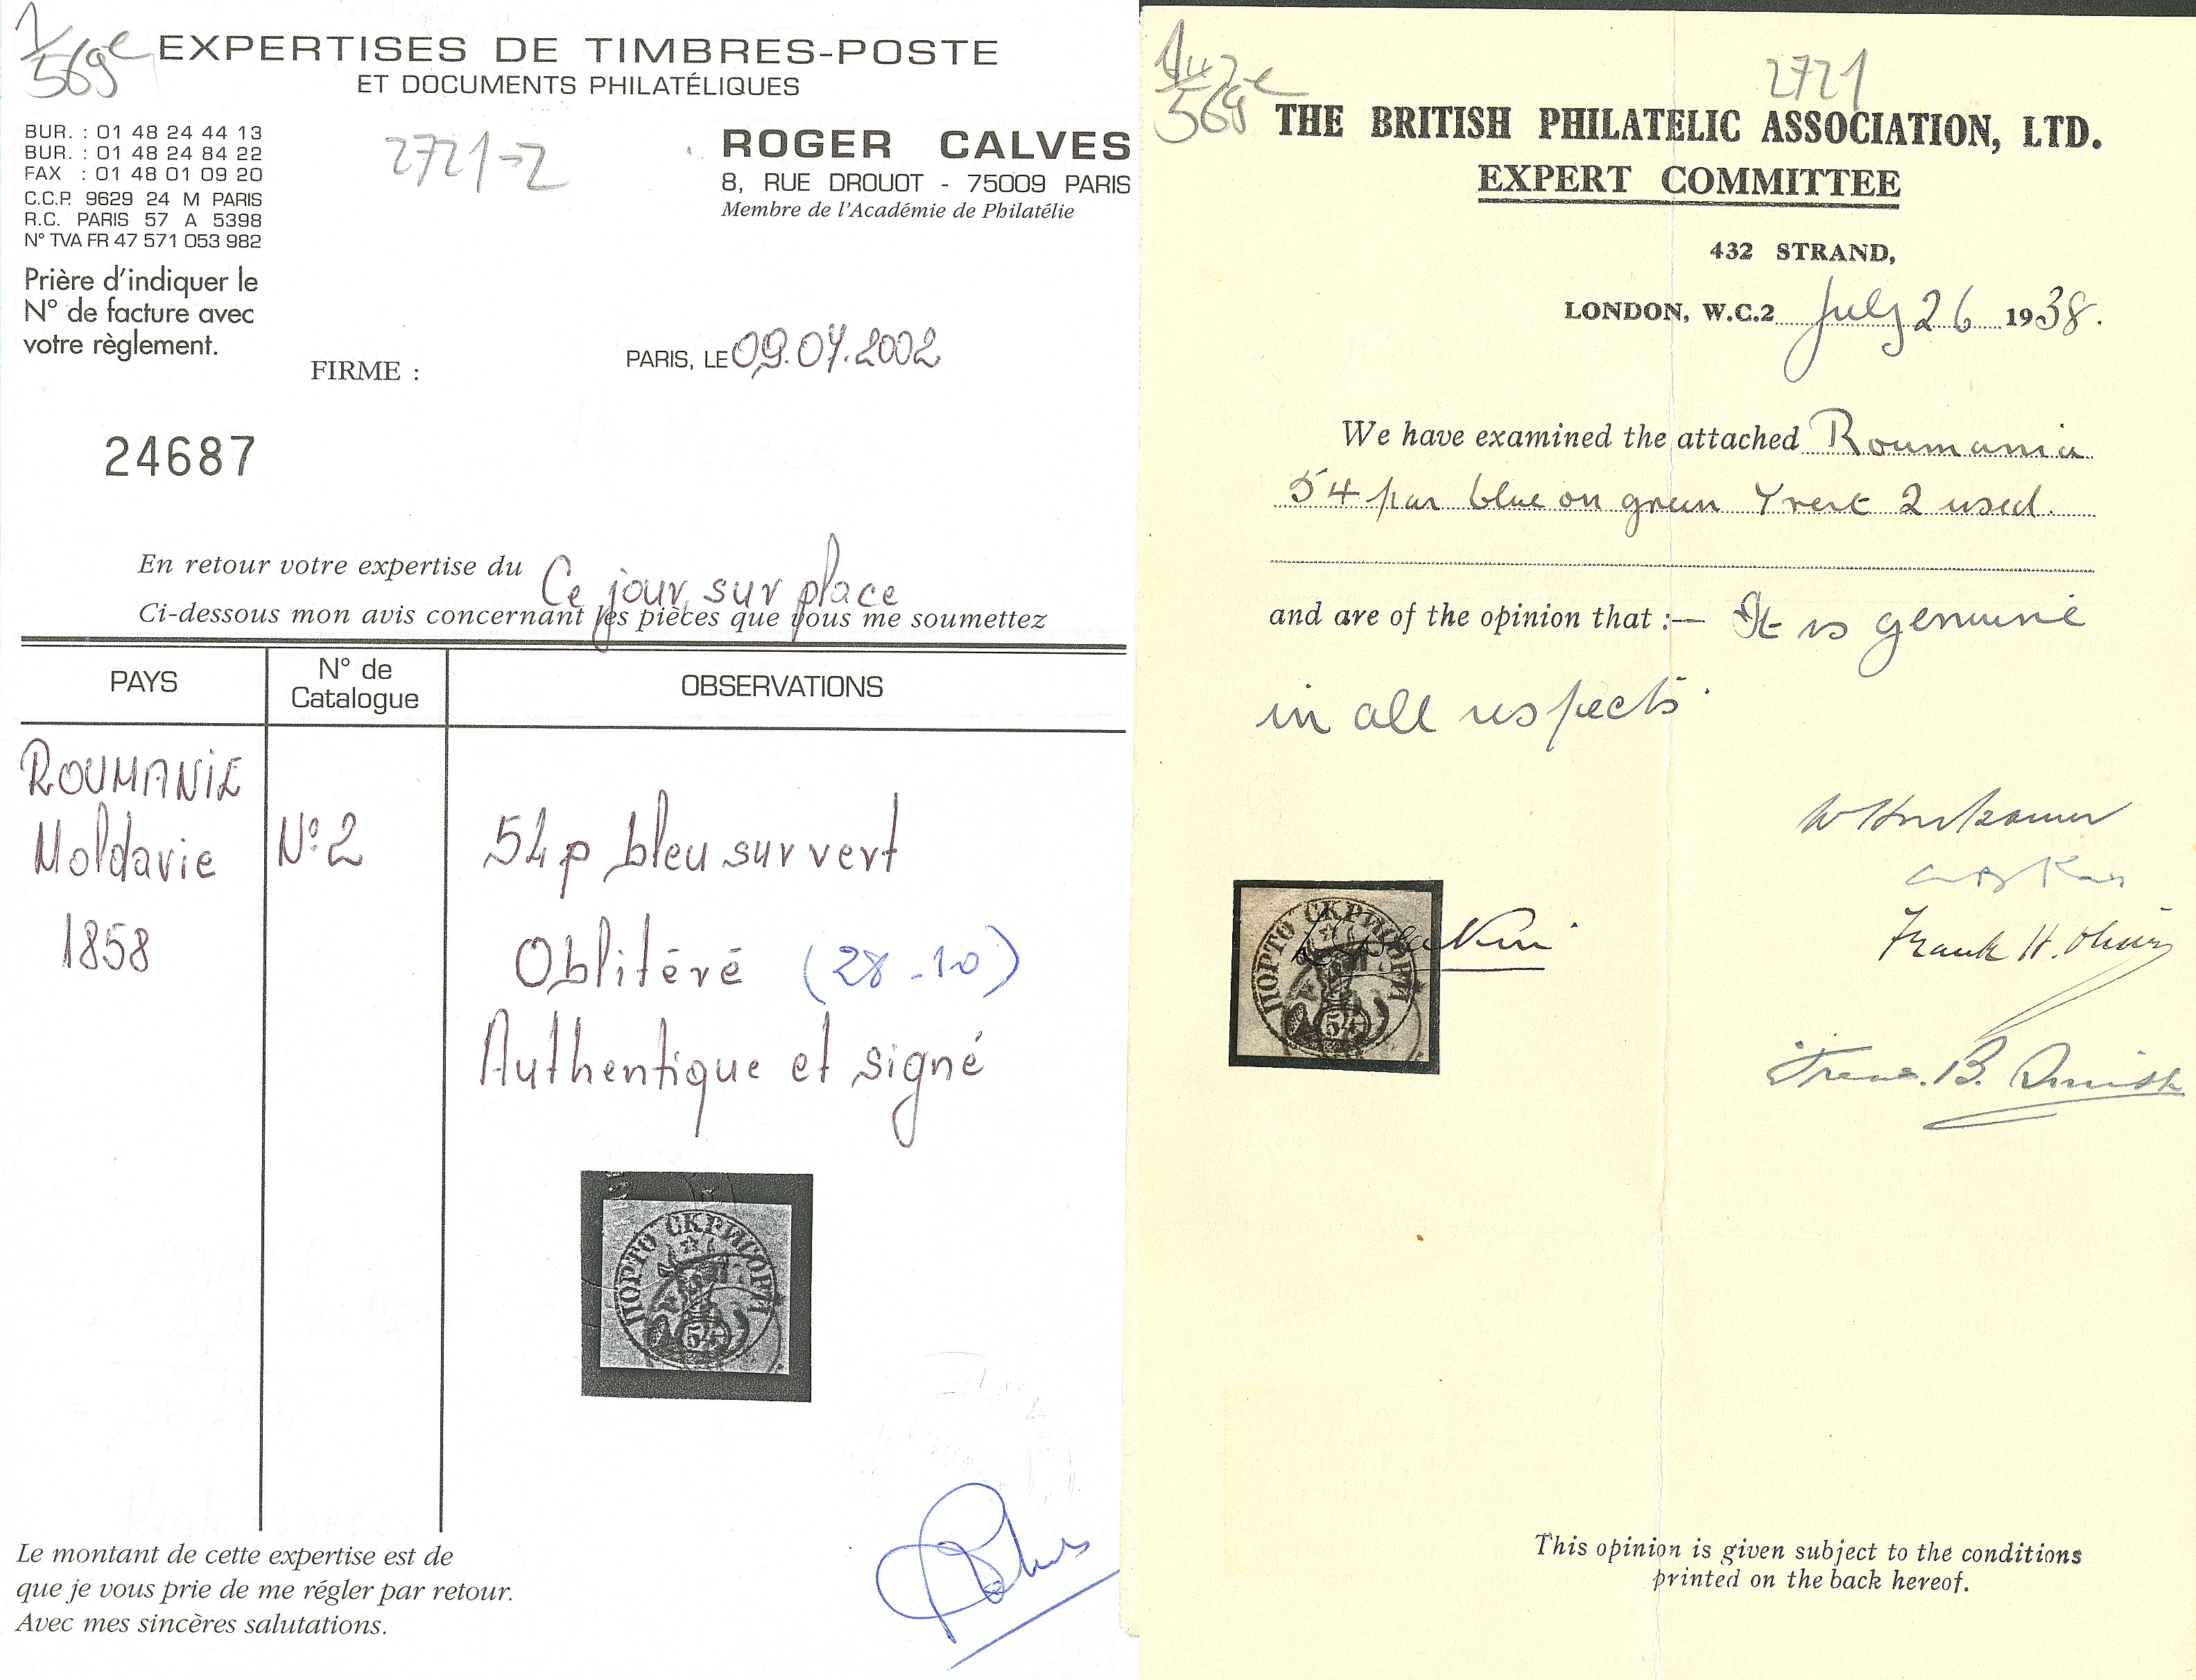 1/569e
EXPERTISES DE TIMBRES-POSTE
ET DOCUMENTS PHILATÉLIQUES
BUR. : 01 48 24 44 13
BUR. : 01 48 24 84 22
FAX : 01 48 01 09 20
C.C.P. 9629 24 M PARIS
R.C. PARIS 57 A 5398
N° TVA FR 47 571 053 982
2721-2
ROGER CALVES
8, RUE DROUOT - 75009 PARIS
Membre de l'Académie de Philatélie
Prière d'indiquer le
N° de facture avec
votre règlement.
FIRME :
PARIS, LE 09.07.2002
24687
En retour votre expertise du Ce jour, sur place
Ci-dessous mon avis concernant les pièces que vous me soumettez
PAYS
N° de
Catalogue
OBSERVATIONS
ROUMANIE
Moldavie
1858
N°2
54p bleu sur vert
Oblitéré (28-10)
Authentique et signé
ПОРТО СКРИСОРИ
54
Le montant de cette expertise est de
que je vous prie de me régler par retour.
Avec mes sincères salutations.
569
2721
THE BRITISH PHILATELIC ASSOCIATION, LTD.
EXPERT COMMITTEE
432 STRAND,
LONDON, W.C.2 July 26 1938.
We have examined the attached Roumania
54 par blue on green Yvert 2 used.
and are of the opinion that :— It is genuine
in all respects
Frank H.
ПОРТО СКРИСОРИ
54
This opinion is given subject to the conditions
printed on the back hereof.